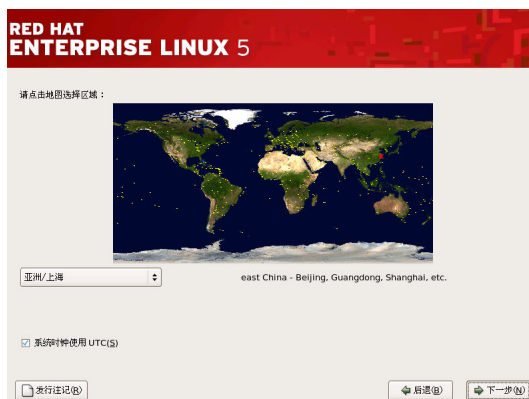 RED HAT
ENTERPRISE LINUX 5
请点击地图选择区域：
亚洲/上海
east China - Beijing, Guangdong, Shanghai, etc.
系统时钟使用 UTC(S)
发行注记(R)
后退(B)
下一步(N)